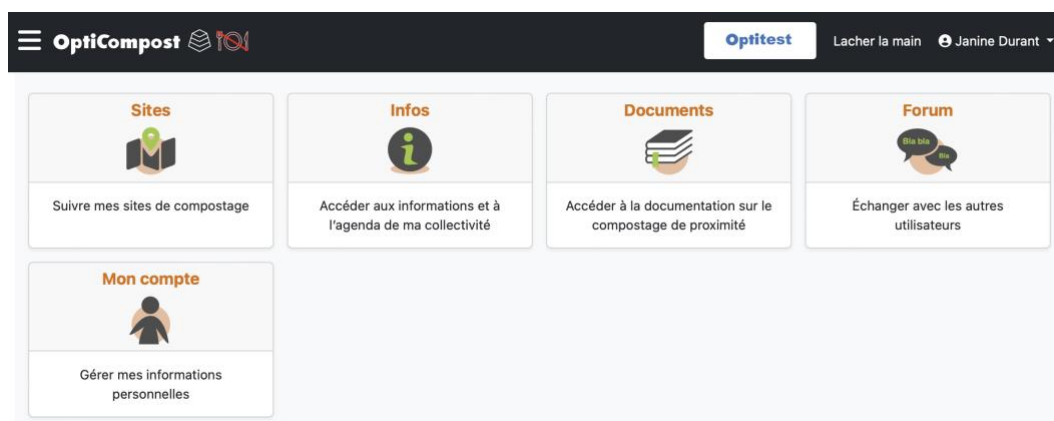 OptiCompost
Optitest
Lacher la main
Janine Durant
Sites
Suivre mes sites de compostage
Infos
Accéder aux informations et à
l'agenda de ma collectivité
Documents
Accéder à la documentation sur le
compostage de proximité
Forum
Bla bla
Bla
Échanger avec les autres
utilisateurs
Mon compte
Gérer mes informations
personnelles